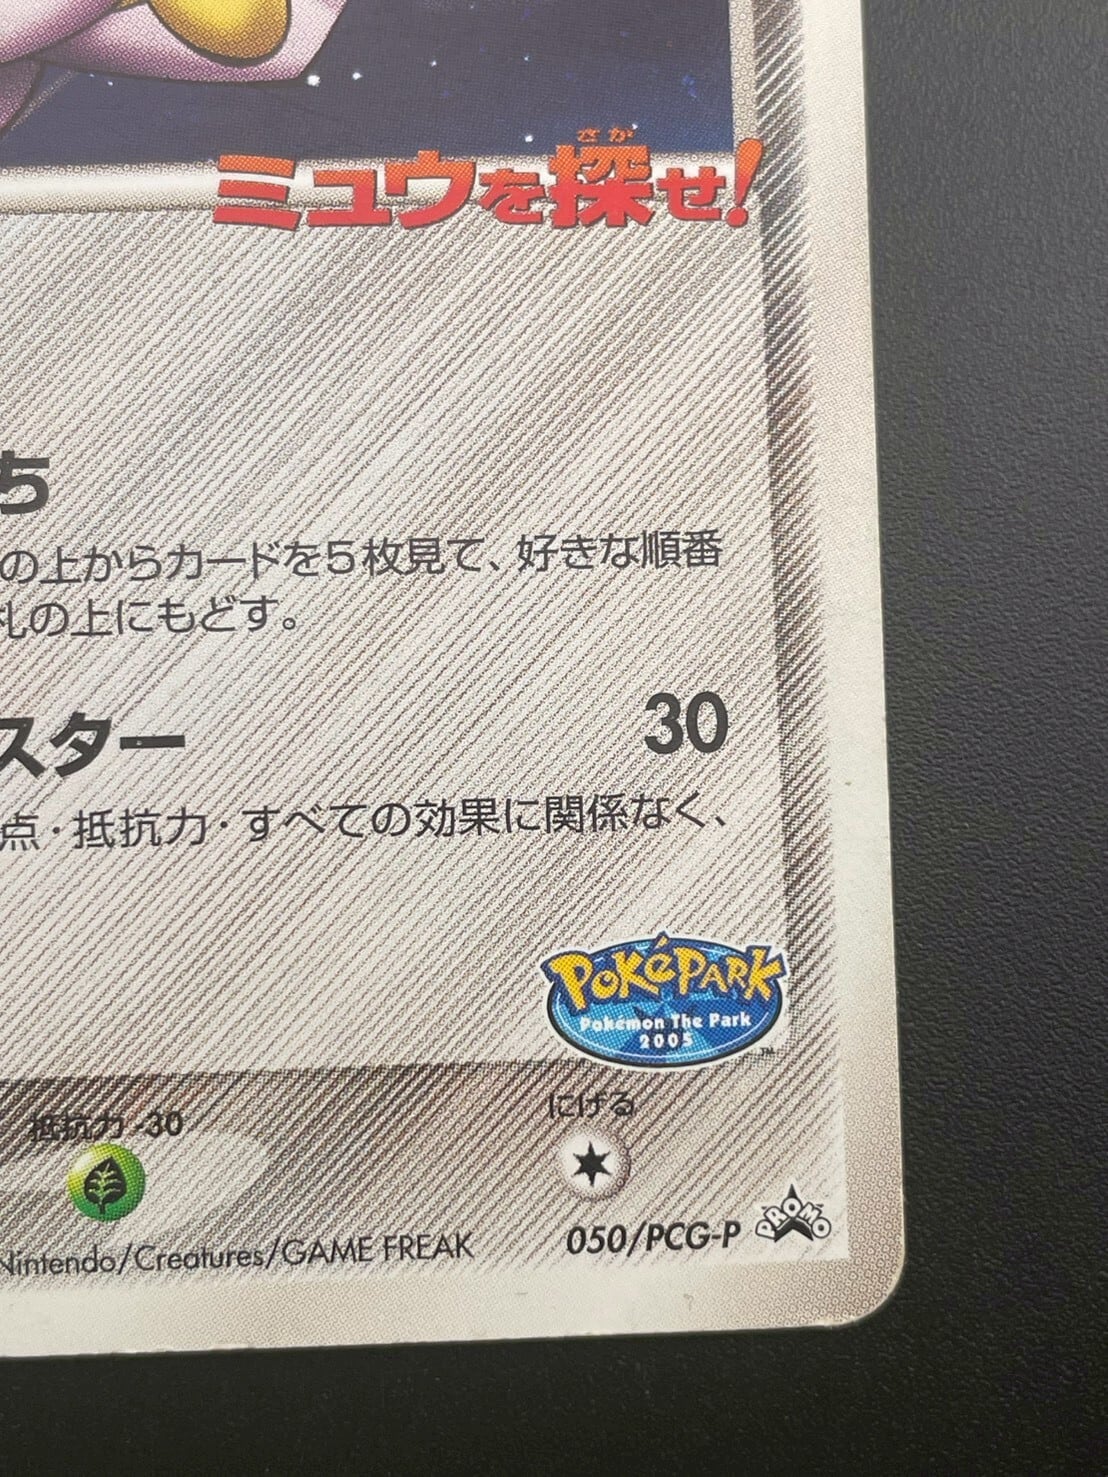 さが
ミュウを探せ!
ち
の上からカードを5枚見て、好きな順番
札の上にもどす。
スター 30
点・抵抗力・すべての効果に関係なく、
POKéPARK
Pokémon The Park
2005
™
抵抗力 -30 にげる
Nintendo/Creatures/GAME FREAK 050/PCG-P PROMO